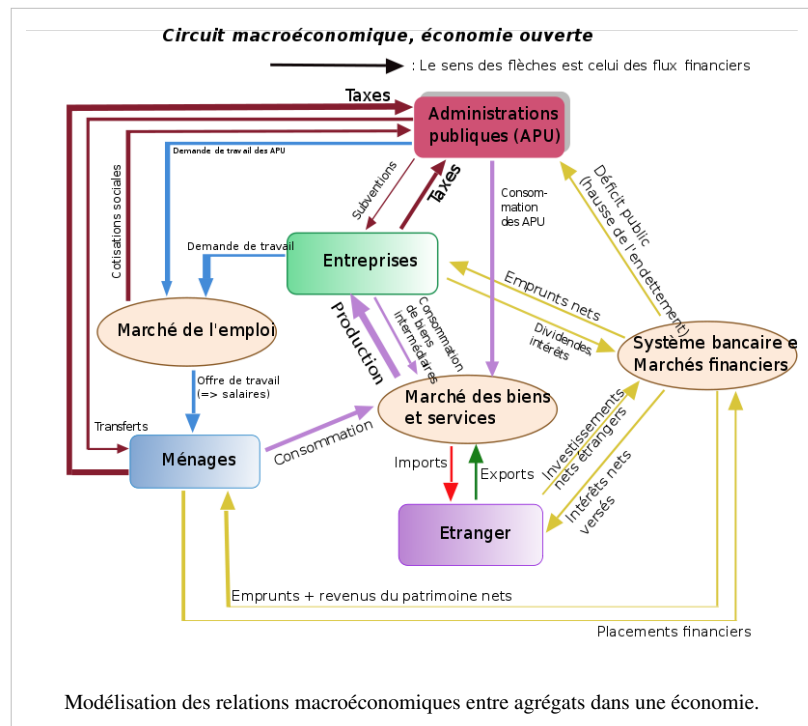 Circuit macroéconomique, économie ouverte
: Le sens des flèches est celui des flux financiers
Taxes
Administrations
publiques (APU)
Demande de travail des APU
Cotisations sociales
Subventions
Taxes
Consom-
mation
des APU
Déficit public
(hausse de l'endettement)
Demande de travail
Entreprises
Emprunts nets
Dividendes,
intérêts
Production
Consommation
de biens
intermédiaires
Marché de l'emploi
Système bancaire e
Marchés financiers
Offre de travail
(=> salaires)
Marché des biens
et services
Transferts
Ménages
Consommation
Imports
Exports
Investissements
nets étrangers
Intérêts nets
versés
Etranger
Emprunts + revenus du patrimoine nets
Placements financiers
Modélisation des relations macroéconomiques entre agrégats dans une économie.